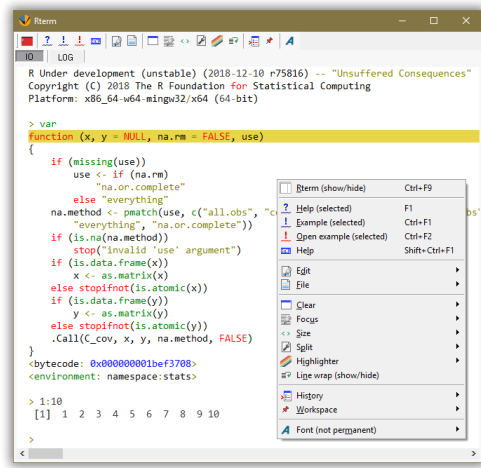 Rterm
IO LOG
R Under development (unstable) (2018-12-10 r75816) -- "Unsuffered Consequences"
Copyright (C) 2018 The R Foundation for Statistical Computing
Platform: x86_64-w64-mingw32/x64 (64-bit)
> var
function (x, y = NULL, na.rm = FALSE, use)
{
if (missing(use))
use <- if (na.rm)
"na.or.complete"
else "everything"
na.method <- pmatch(use, c("all.obs", "c bs"
"everything", "na.or.complete"))
if (is.na(na.method))
stop("invalid 'use' argument")
if (is.data.frame(x))
x <- as.matrix(x)
else stopifnot(is.atomic(x))
if (is.data.frame(y))
y <- as.matrix(y)
else stopifnot(is.atomic(y))
.Call(C_cov, x, y, na.method, FALSE)
}
<bytecode: 0x000000001bef3708>
<environment: namespace:stats>
> 1:10
[1] 1 2 3 4 5 6 7 8 9 10
>
Rterm (show/hide) Ctrl+F9
Help (selected) F1
Example (selected) Ctrl+F1
Open example (selected) Ctrl+F2
Help Shift+Ctrl+F1
Edit
File
Clear
Focus
Size
Split
Highlighter
Line wrap (show/hide)
History
Workspace
Font (not permanent)